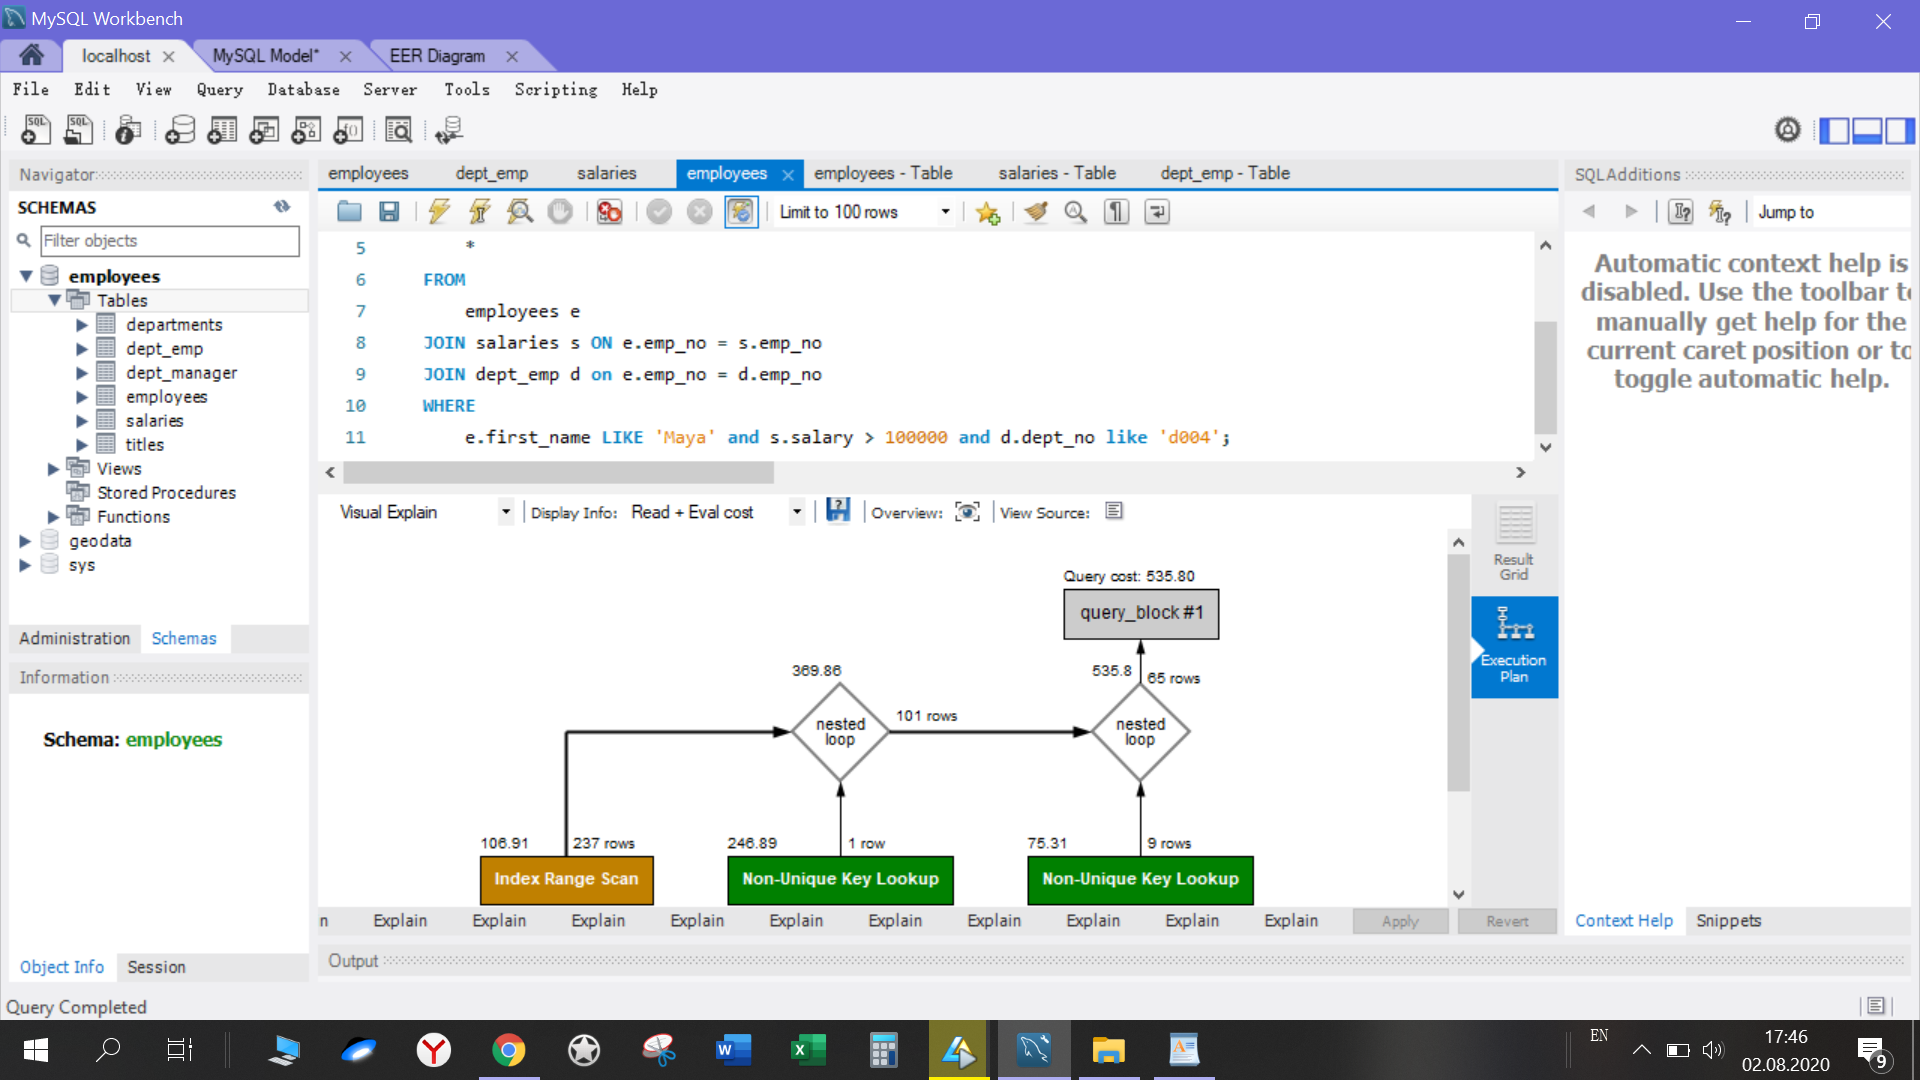 MySQL Workbench
localhost
MySQL Model*
EER Diagram
File Edit View Query Database Server Tools Scripting Help
Navigator
SCHEMAS
Filter objects
employees
Tables
departments
dept_emp
dept_manager
employees
salaries
titles
Views
Stored Procedures
Functions
geodata
sys
Administration Schemas
Information
Schema: employees
Object Info Session
Query Completed
employees dept_emp salaries employees employees - Table salaries - Table dept_emp - Table
Limit to 100 rows
5 *
6 FROM
7 employees e
8 JOIN salaries s ON e.emp_no = s.emp_no
9 JOIN dept_emp d on e.emp_no = d.emp_no
10 WHERE
11 e.first_name LIKE 'Maya' and s.salary > 100000 and d.dept_no like 'd004';
Visual Explain Display Info: Read + Eval cost Overview: View Source:
Query cost: 535.80
query_block #1
369.86
535.8
65 rows
nested
loop
101 rows
nested
loop
106.91 237 rows
246.89 1 row
75.31 9 rows
Index Range Scan
Non-Unique Key Lookup
Non-Unique Key Lookup
n Explain Explain Explain Explain Explain Explain Explain Explain Explain Explain Apply Revert
Output
Result
Grid
Execution
Plan
SQLAdditions
Jump to
Automatic context help is
disabled. Use the toolbar to
manually get help for the
current caret position or to
toggle automatic help.
Context Help Snippets
EN
17:46
02.08.2020
9